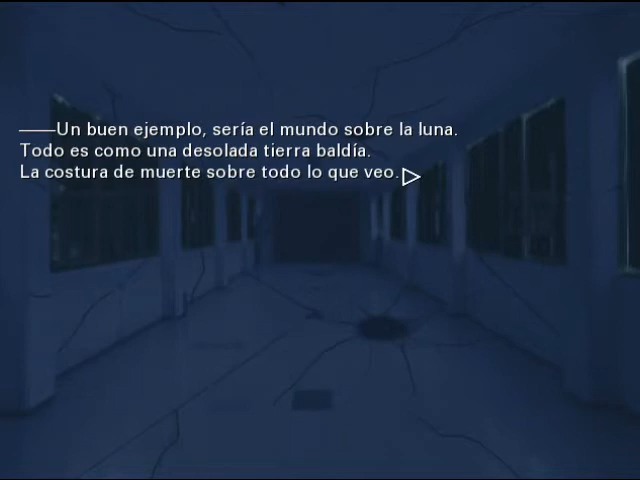 ——Un buen ejemplo, sería el mundo sobre la luna.
Todo es como una desolada tierra baldía.
La costura de muerte sobre todo lo que veo.